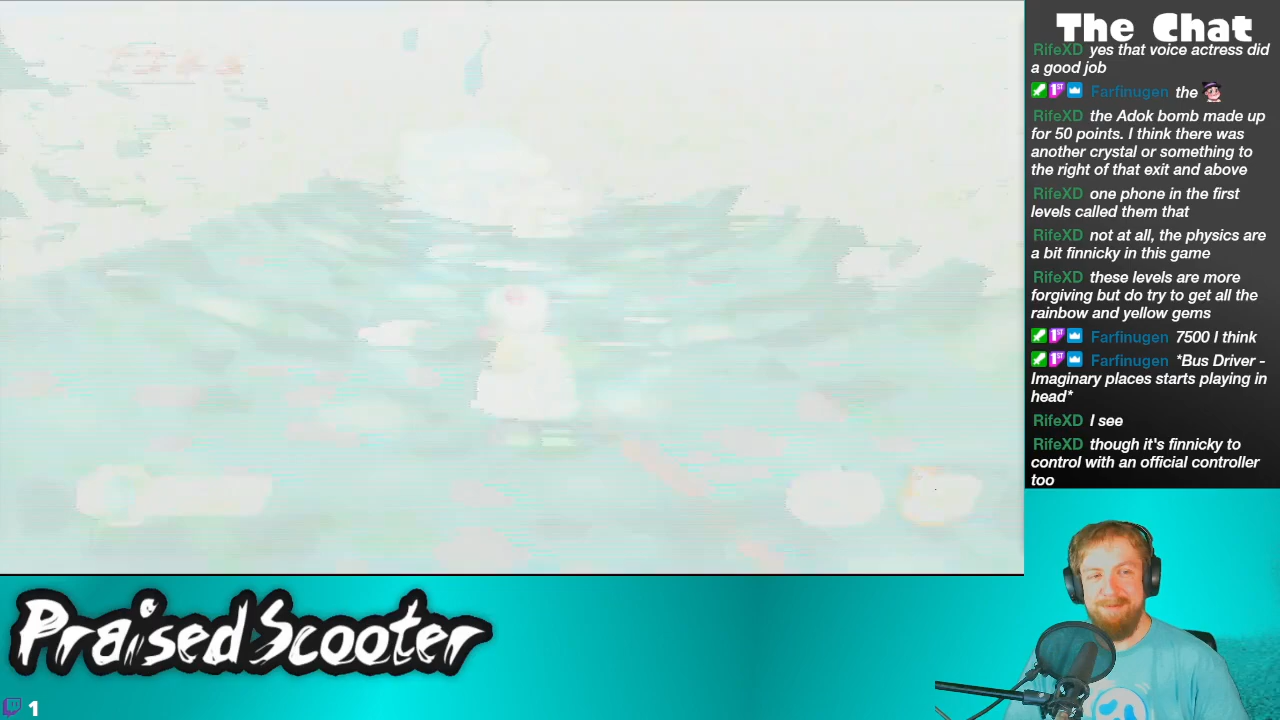 The Chat
RifeXD yes that voice actress did
a good job
1ST Farfinugen the
RifeXD the Adok bomb made up
for 50 points. I think there was
another crystal or something to
the right of that exit and above
RifeXD one phone in the first
levels called them that
RifeXD not at all, the physics are
a bit finnicky in this game
RifeXD these levels are more
forgiving but do try to get all the
rainbow and yellow gems
1ST Farfinugen 7500 I think
1ST Farfinugen *Bus Driver -
Imaginary places starts playing in
head*
RifeXD I see
RifeXD though it's finnicky to
control with an official controller
too
PraisedScooter
1